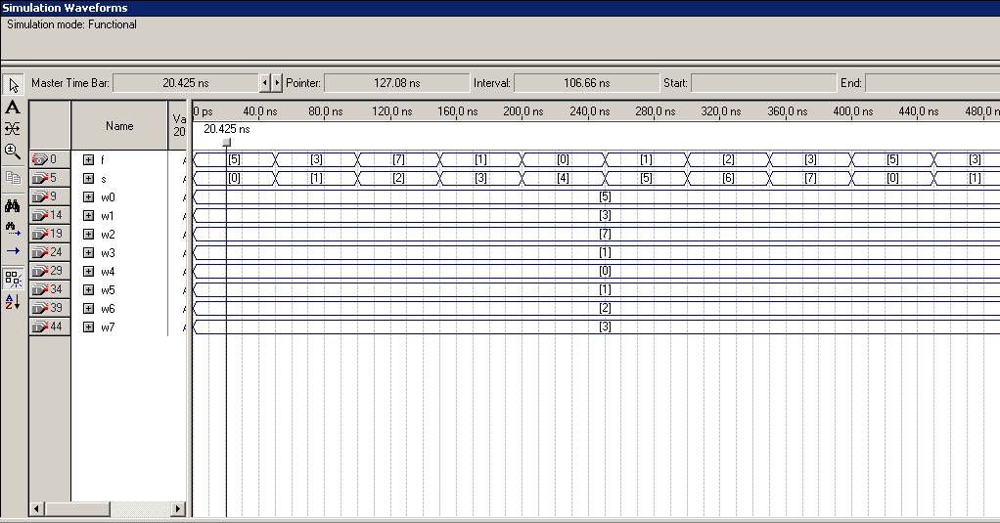 Simulation Waveforms
Simulation mode: Functional
Master Time Bar: 20.425 ns Pointer: 127.08 ns Interval: 106.66 ns Start: End:
Name Va 20 0 ps 40.0 ns 80.0 ns 120.0 ns 160.0 ns 200.0 ns 240.0 ns 280.0 ns 320.0 ns 360.0 ns 400.0 ns 440.0 ns 480.0 n
20.425 ns
0 f A [5] [3] [7] [1] [0] [1] [2] [3] [5] [3]
5 s A [0] [1] [2] [3] [4] [5] [6] [7] [0] [1]
9 w0 A [5]
14 w1 A [3]
19 w2 A [7]
24 w3 A [1]
29 w4 A [0]
34 w5 A [1]
39 w6 A [2]
44 w7 A [3]